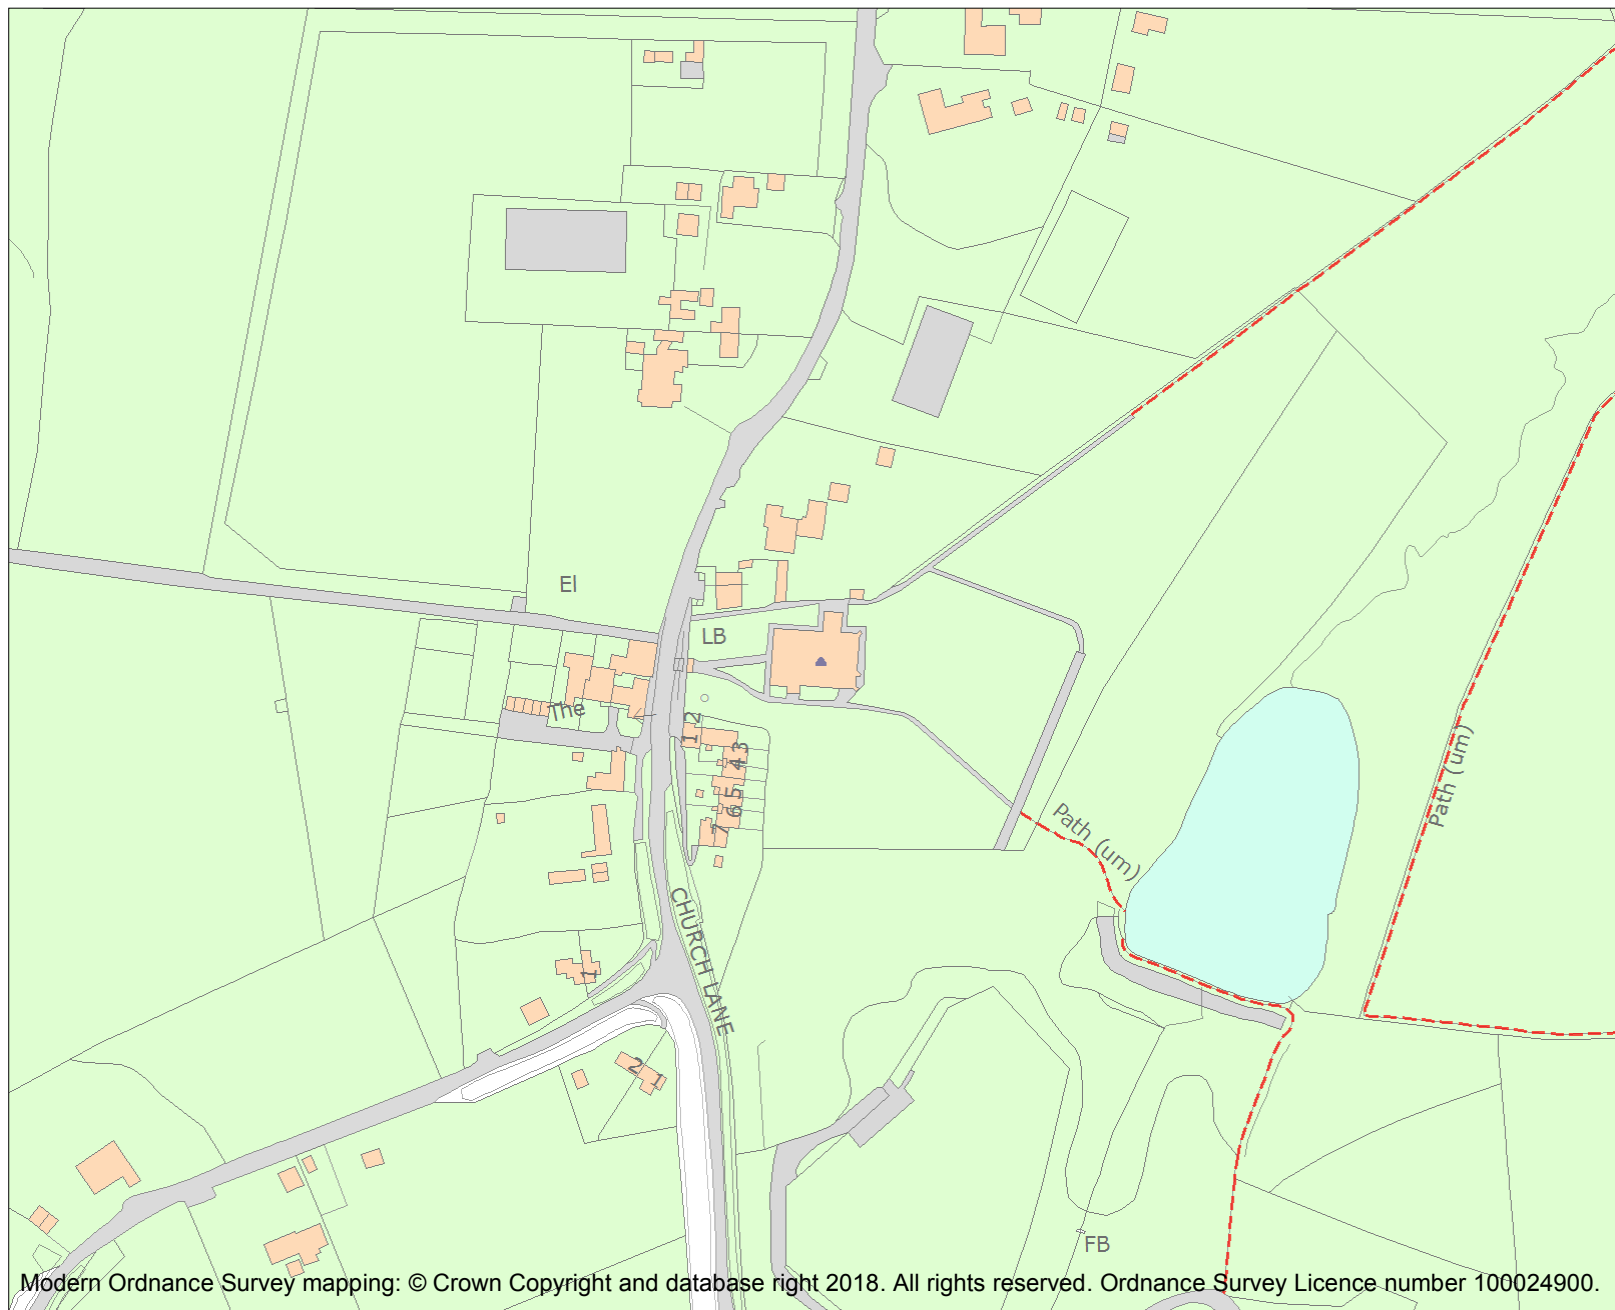 El
LB
The
1 2
3
4
5
6
7
Path (um)
Path (um)
CHURCH LANE
1
2
1
FB
Modern Ordnance Survey mapping: © Crown Copyright and database right 2018. All rights reserved. Ordnance Survey Licence number 100024900.